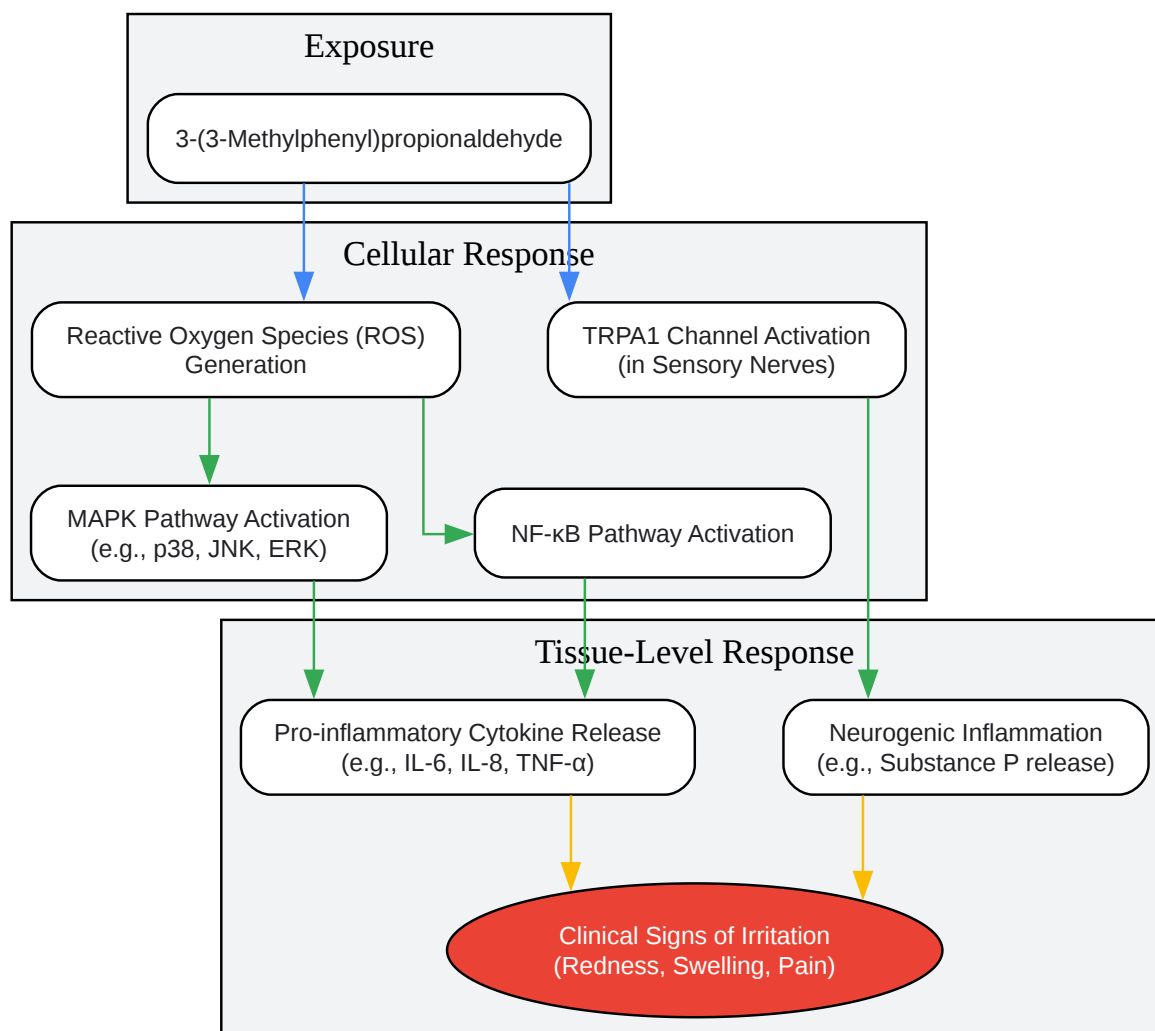 Exposure
3-(3-Methylphenyl)propionaldehyde
Cellular Response
Reactive Oxygen Species (ROS)
Generation
TRPA1 Channel Activation
(in Sensory Nerves)
MAPK Pathway Activation
(e.g., p38, JNK, ERK)
NF-κB Pathway Activation
Tissue-Level Response
Pro-inflammatory Cytokine Release
(e.g., IL-6, IL-8, TNF-α)
Neurogenic Inflammation
(e.g., Substance P release)
Clinical Signs of Irritation
(Redness, Swelling, Pain)